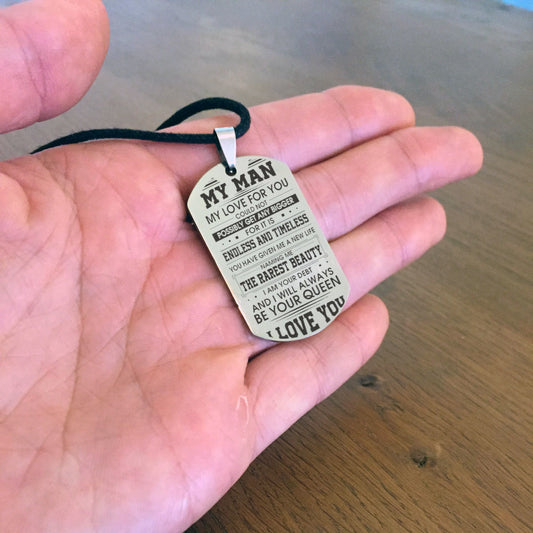 MY MAN
MY LOVE FOR YOU
COULD NOT
POSSIBLY GET ANY BIGGER
FOR IT IS
ENDLESS AND TIMELESS
YOU HAVE GIVEN ME A NEW LIFE
NAMING ME
THE RAREST BEAUTY
I AM YOUR DEBT
AND I WILL ALWAYS
BE YOUR QUEEN
I LOVE YOU